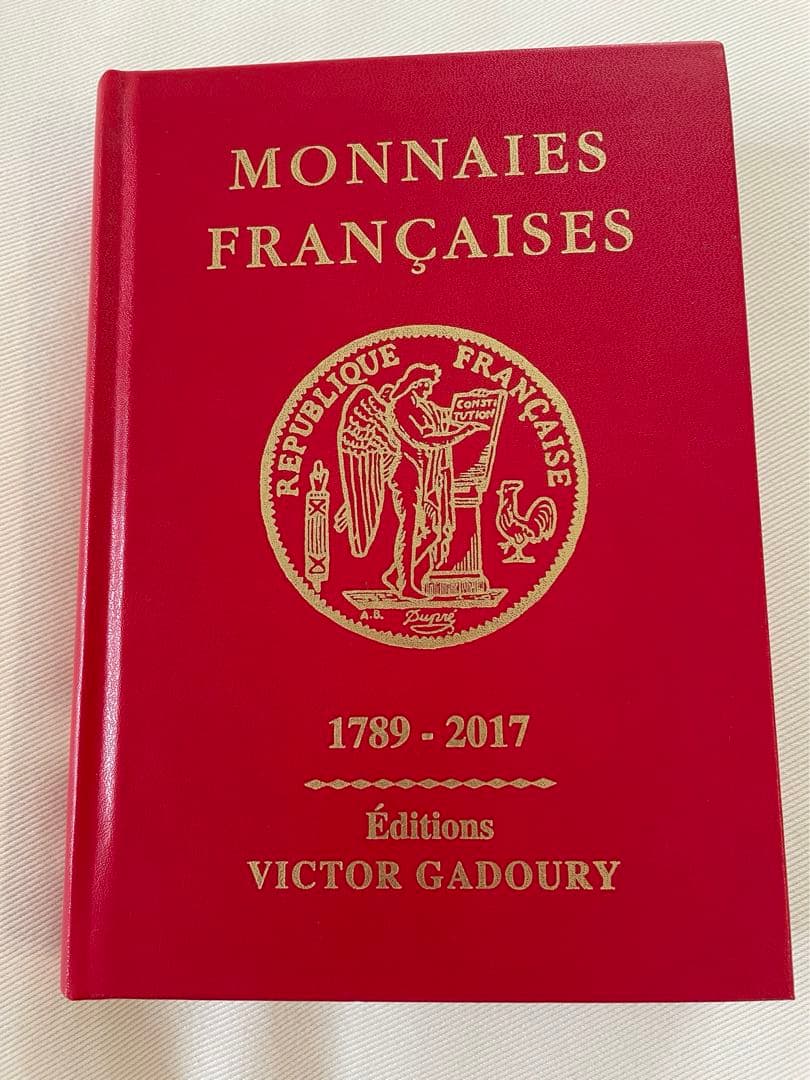 MONNAIES
FRANÇAISES
REPUBLIQUE FRANÇAISE
CONSTI
TUTION
A.B. Dupré
1789 - 2017
Éditions
VICTOR GADOURY